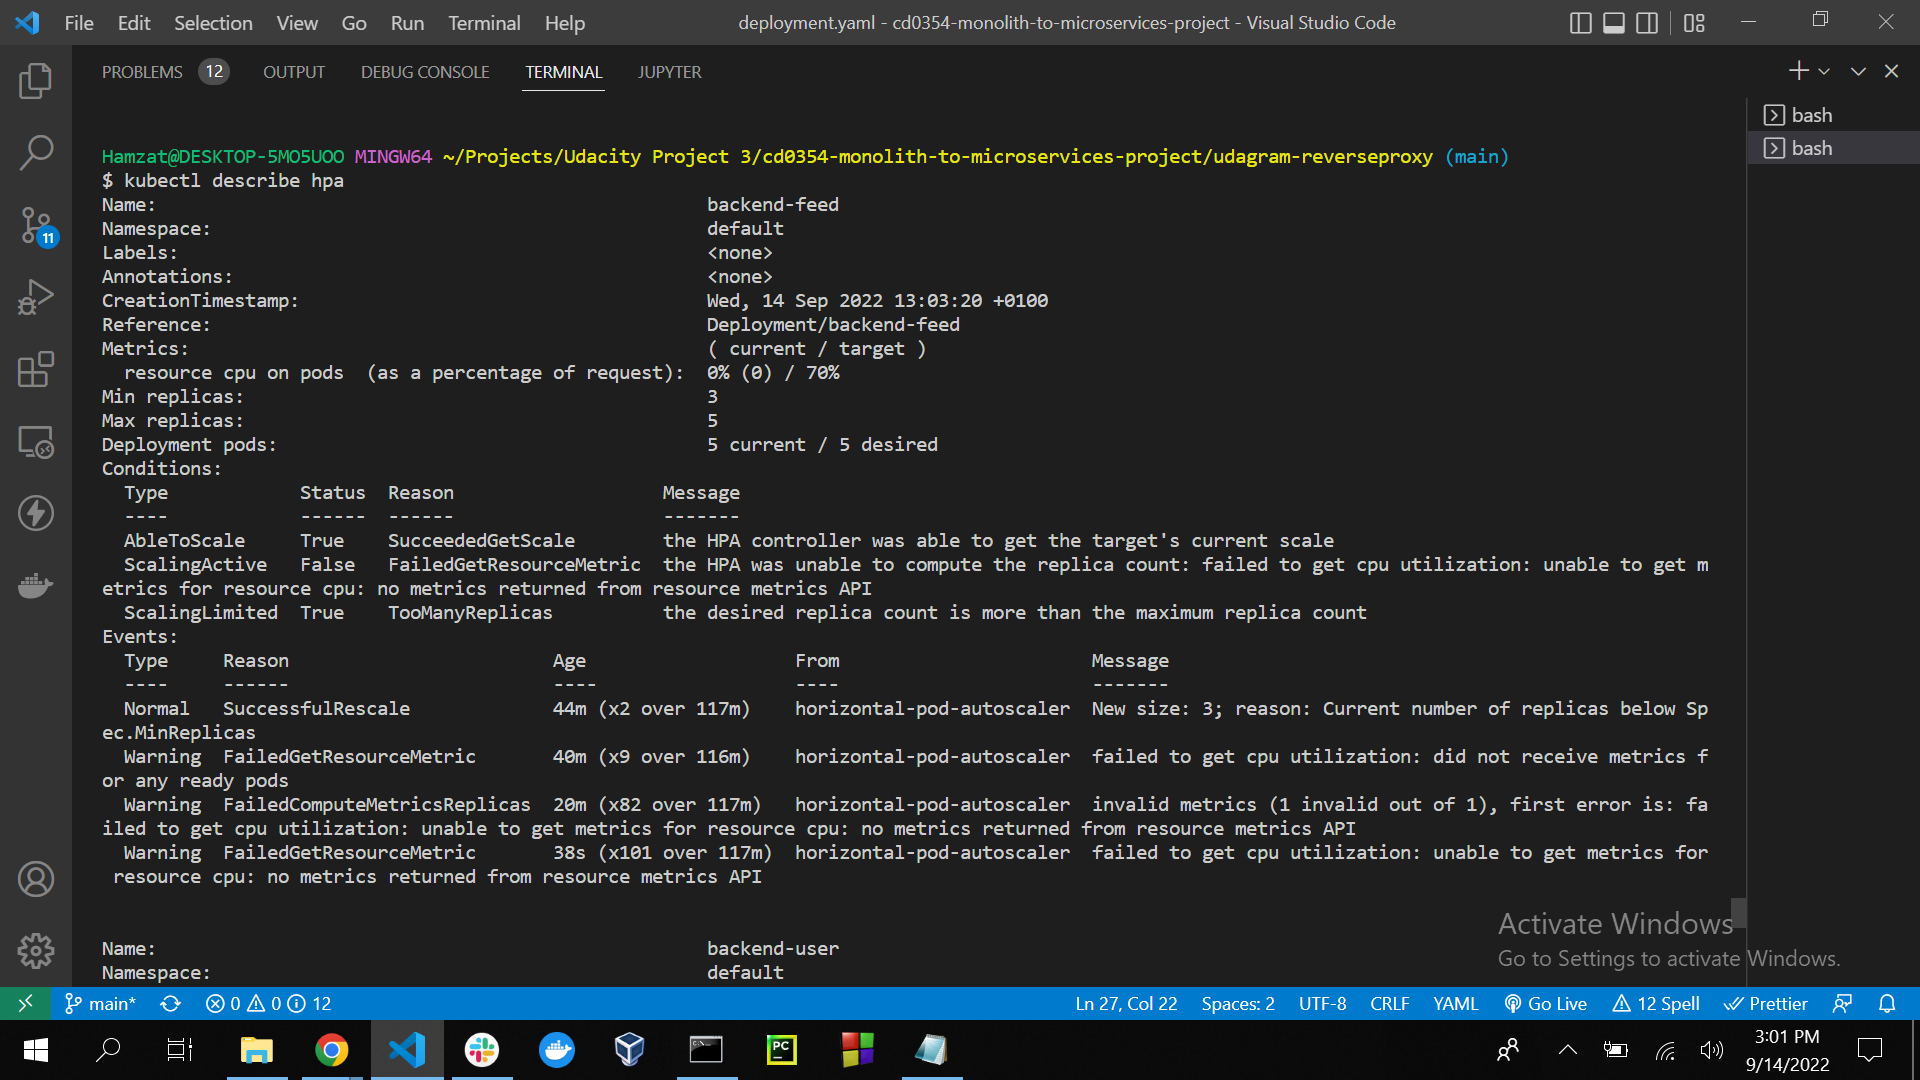 File Edit Selection View Go Run Terminal Help
deployment.yaml - cd0354-monolith-to-microservices-project - Visual Studio Code
PROBLEMS 12 OUTPUT DEBUG CONSOLE TERMINAL JUPYTER
bash
bash
Hamzat@DESKTOP-5MO5UOO MINGW64 ~/Projects/Udacity Project 3/cd0354-monolith-to-microservices-project/udagram-reverseproxy (main)
$ kubectl describe hpa
Name: backend-feed
Namespace: default
Labels: <none>
Annotations: <none>
CreationTimestamp: Wed, 14 Sep 2022 13:03:20 +0100
Reference: Deployment/backend-feed
Metrics: ( current / target )
resource cpu on pods (as a percentage of request): 0% (0) / 70%
Min replicas: 3
Max replicas: 5
Deployment pods: 5 current / 5 desired
Conditions:
Type Status Reason Message
---- ------ ------ -------
AbleToScale True SucceededGetScale the HPA controller was able to get the target's current scale
ScalingActive False FailedGetResourceMetric the HPA was unable to compute the replica count: failed to get cpu utilization: unable to get m
etrics for resource cpu: no metrics returned from resource metrics API
ScalingLimited True TooManyReplicas the desired replica count is more than the maximum replica count
Events:
Type Reason Age From Message
---- ------ ---- ---- -------
Normal SuccessfulRescale 44m (x2 over 117m) horizontal-pod-autoscaler New size: 3; reason: Current number of replicas below Sp
ec.MinReplicas
Warning FailedGetResourceMetric 40m (x9 over 116m) horizontal-pod-autoscaler failed to get cpu utilization: did not receive metrics f
or any ready pods
Warning FailedComputeMetricsReplicas 20m (x82 over 117m) horizontal-pod-autoscaler invalid metrics (1 invalid out of 1), first error is: fa
iled to get cpu utilization: unable to get metrics for resource cpu: no metrics returned from resource metrics API
Warning FailedGetResourceMetric 38s (x101 over 117m) horizontal-pod-autoscaler failed to get cpu utilization: unable to get metrics for
resource cpu: no metrics returned from resource metrics API
Name: backend-user
Namespace: default
11
Activate Windows
Go to Settings to activate Windows.
main* 0 0 12 Ln 27, Col 22 Spaces: 2 UTF-8 CRLF YAML Go Live 12 Spell Prettier
PC
3:01 PM
9/14/2022